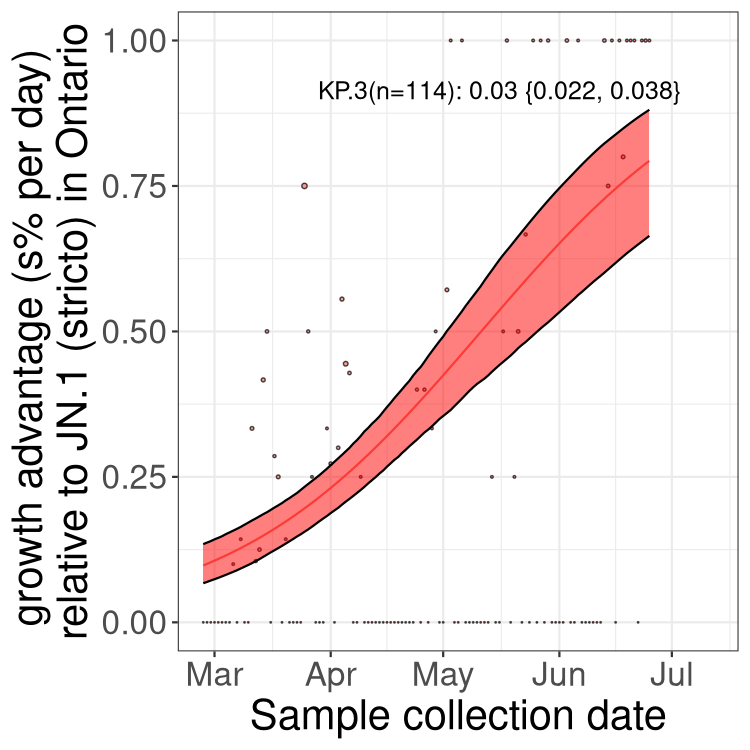 growth advantage (s% per day)
relative to JN.1 (stricto) in Ontario
1.00
0.75
0.50
0.25
0.00
KP.3(n=114): 0.03 {0.022, 0.038}
Mar Apr May Jun Jul
Sample collection date